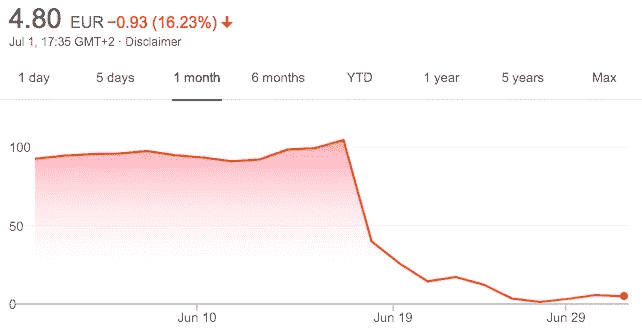 4.80 EUR −0.93 (16.23%)
Jul 1, 17:35 GMT+2 · Disclaimer
1 day 5 days 1 month 6 months YTD 1 year 5 years Max
100
50
0
Jun 10 Jun 19 Jun 29